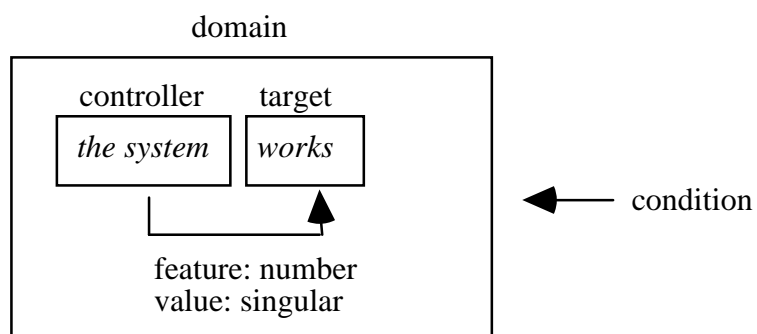 domain
controller target
the system works
condition
feature: number
value: singular